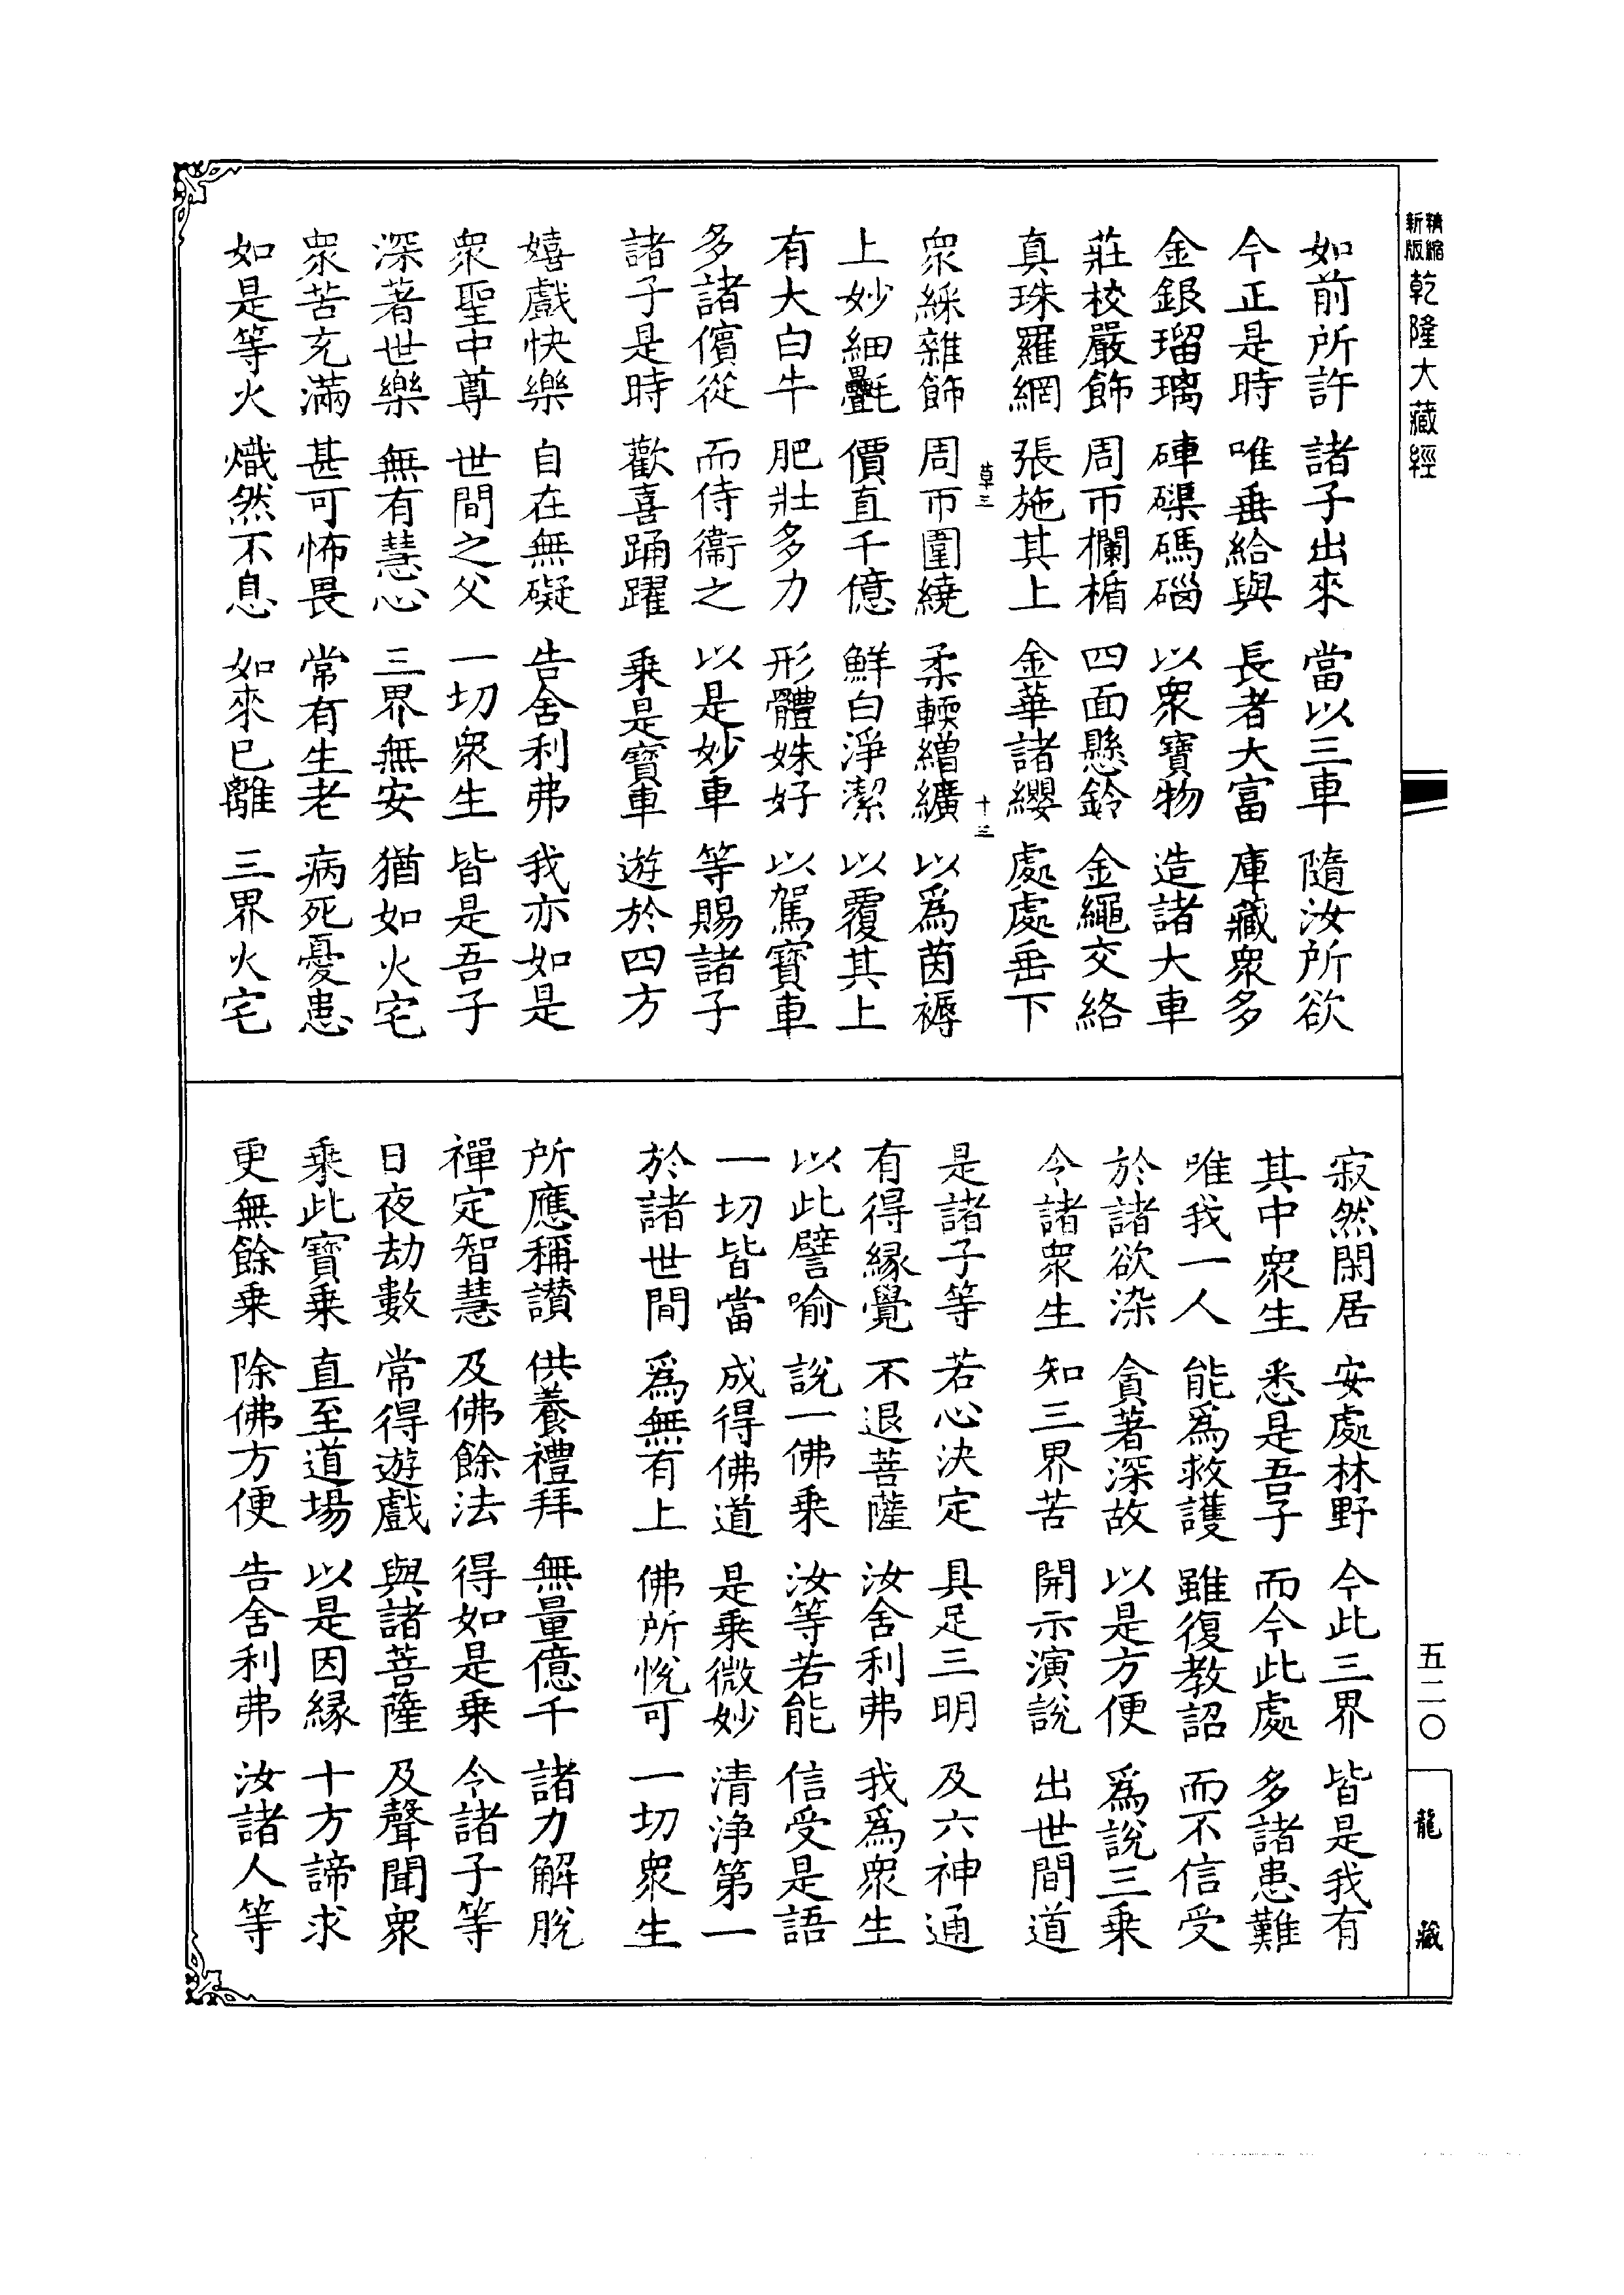 精縮新版乾隆大藏經
如前所許 諸子出來 當以三車 隨汝所欲
今正是時 唯垂給與 長者大富 庫藏衆多
金銀瑠璃 硨磲碼碯 以衆寶物 造諸大車
莊校嚴飾 周帀欄楯 四面懸鈴 金繩交絡
真珠羅網 張施其上 金華諸纓 處處垂下
草三 十三
衆綵雜飾 周帀圍繞 柔輭繒纊 以爲茵褥
上妙細㲲 價直千億 鮮白淨潔 以覆其上
有大白牛 肥壯多力 形體姝好 以駕寶車
多諸儐從 而侍衞之 以是妙車 等賜諸子
諸子是時 歡喜踊躍 乘是寶車 遊於四方
嬉戲快樂 自在無礙 告舍利弗 我亦如是
衆聖中尊 世間之父 一切衆生 皆是吾子
深著世樂 無有慧心 三界無安 猶如火宅
衆苦充滿 甚可怖畏 常有生老 病死憂患
如是等火 熾然不息 如來已離 三界火宅
寂然閑居 安處林野 今此三界 皆是我有
其中衆生 悉是吾子 而今此處 多諸患難
唯我一人 能爲救護 雖復教詔 而不信受
於諸欲染 貪著深故 以是方便 爲說三乘
令諸衆生 知三界苦 開示演說 出世間道
是諸子等 若心決定 具足三明 及六神通
有得緣覺 不退菩薩 汝舍利弗 我爲衆生
以此譬喻 說一佛乘 汝等若能 信受是語
一切皆當 成得佛道 是乘微妙 清淨第一
於諸世間 爲無有上 佛所悅可 一切衆生
所應稱讚 供養禮拜 無量億千 諸力解脫
禪定智慧 及佛餘法 得如是乘 令諸子等
日夜劫數 常得遊戲 與諸菩薩 及聲聞衆
乘此寶乘 直至道場 以是因緣 十方諦求
更無餘乘 除佛方便 告舍利弗 汝諸人等
五二〇
龍藏